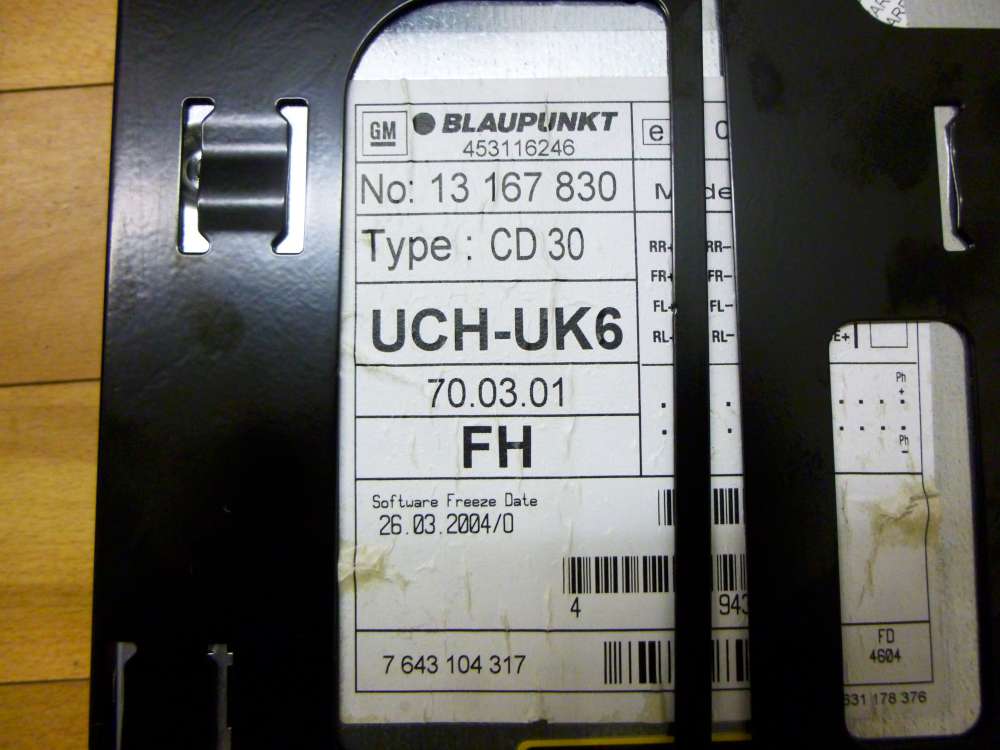 GM BLAUPUNKT
453116246
No: 13 167 830
Type : CD 30
UCH-UK6
70.03.01
FH
Software Freeze Date
26.03.2004/0
7 643 104 317
e
RR+ RR-
FR+ FR-
FL+ FL-
RL+ RL-
E+
Ph
+
Ph
-
4
943
FD
4604
631 178 376